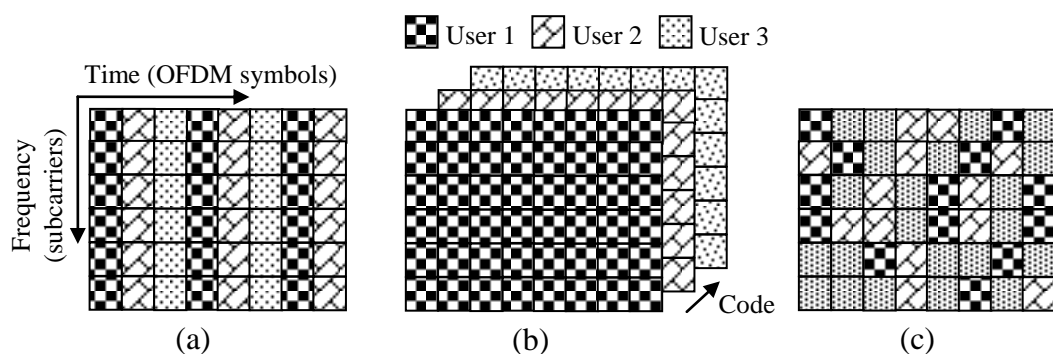 User 1 User 2 User 3
Time (OFDM symbols)
Frequency
(subcarriers)
Code
(a) (b) (c)